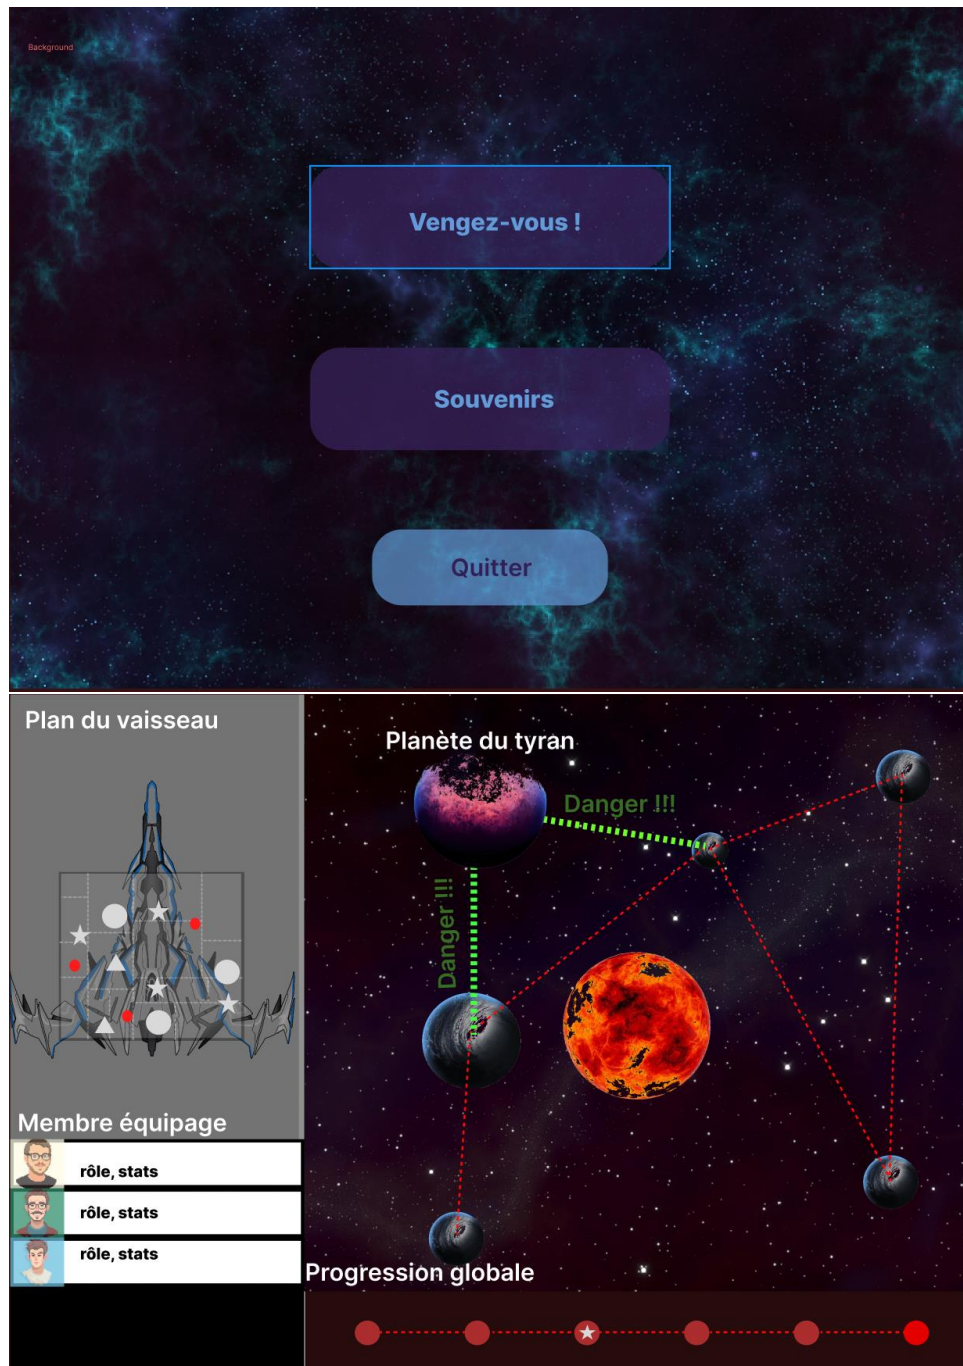 Background
Vengez-vous !
Souvenirs
Quitter
Plan du vaisseau
Planète du tyran
Danger !!!
Danger !!!
Membre équipage
rôle, stats
rôle, stats
rôle, stats
Progression globale